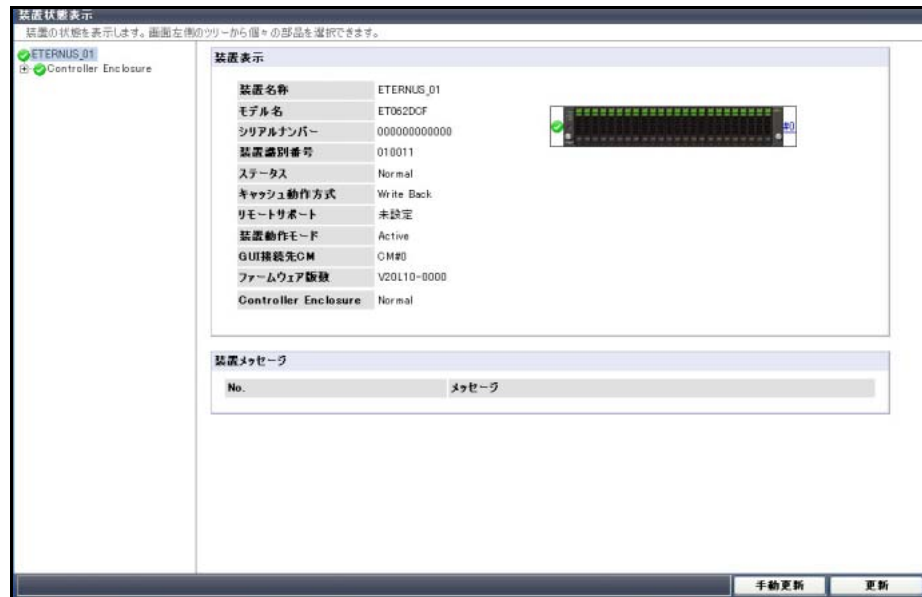 装置状態表示
装置の状態を表示します。画面左側のツリーから個々の部品を選択できます。
ETERNUS_01
Controller Enclosure
装置表示
装置名称 ETERNUS_01
モデル名 ET062DCF
シリアルナンバー 000000000000
装置識別番号 010011
ステータス Normal
キャッシュ動作方式 Write Back
リモートサポート 未設定
装置動作モード Active
GUI接続先CM CM#0
ファームウェア版数 V20L10-0000
Controller Enclosure Normal
#0
装置メッセージ
No. メッセージ
手動更新 更新